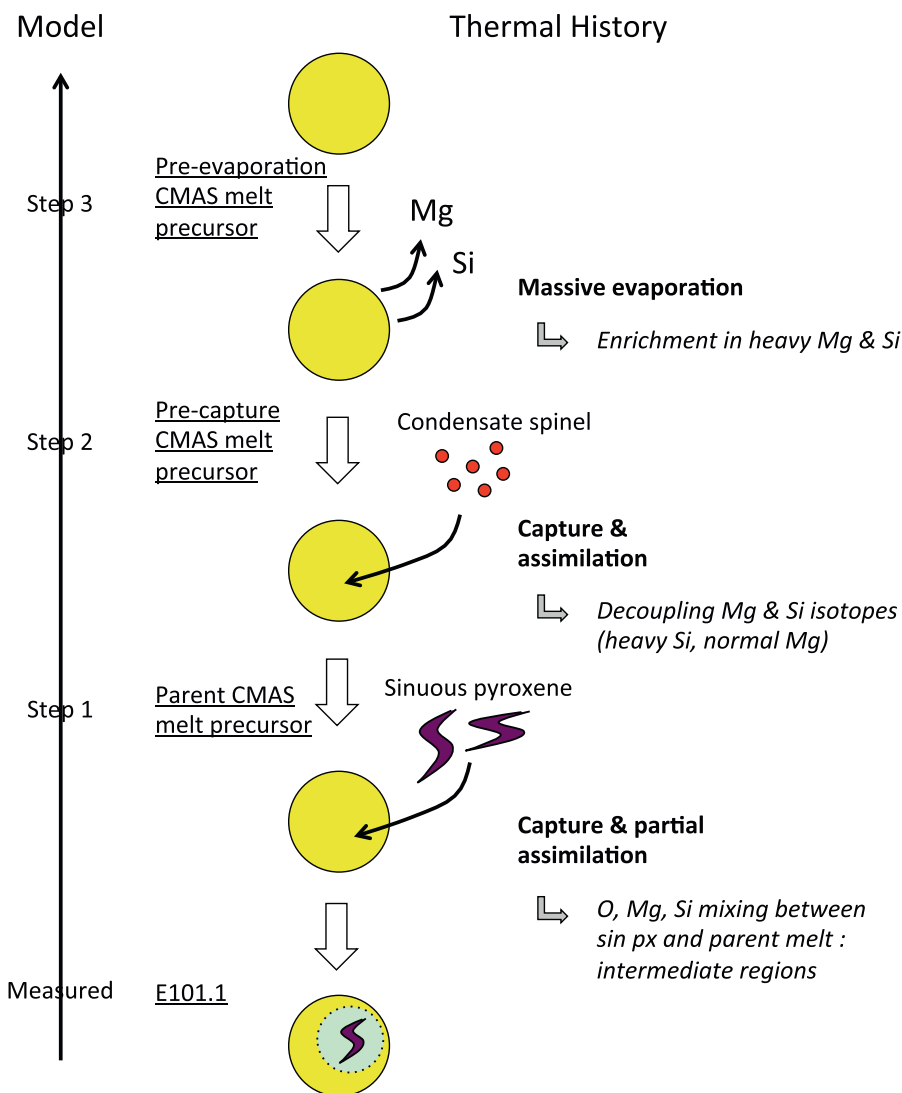 Model
Thermal History
Pre-evaporation
CMAS melt
precursor
Step 3
Mg
Si
Massive evaporation
Enrichment in heavy Mg & Si
Pre-capture
CMAS melt
precursor
Step 2
Condensate spinel
Capture &
assimilation
Decoupling Mg & Si isotopes
(heavy Si, normal Mg)
Parent CMAS
melt precursor
Step 1
Sinuous pyroxene
Capture & partial
assimilation
O, Mg, Si mixing between
sin px and parent melt :
intermediate regions
Measured
E101.1